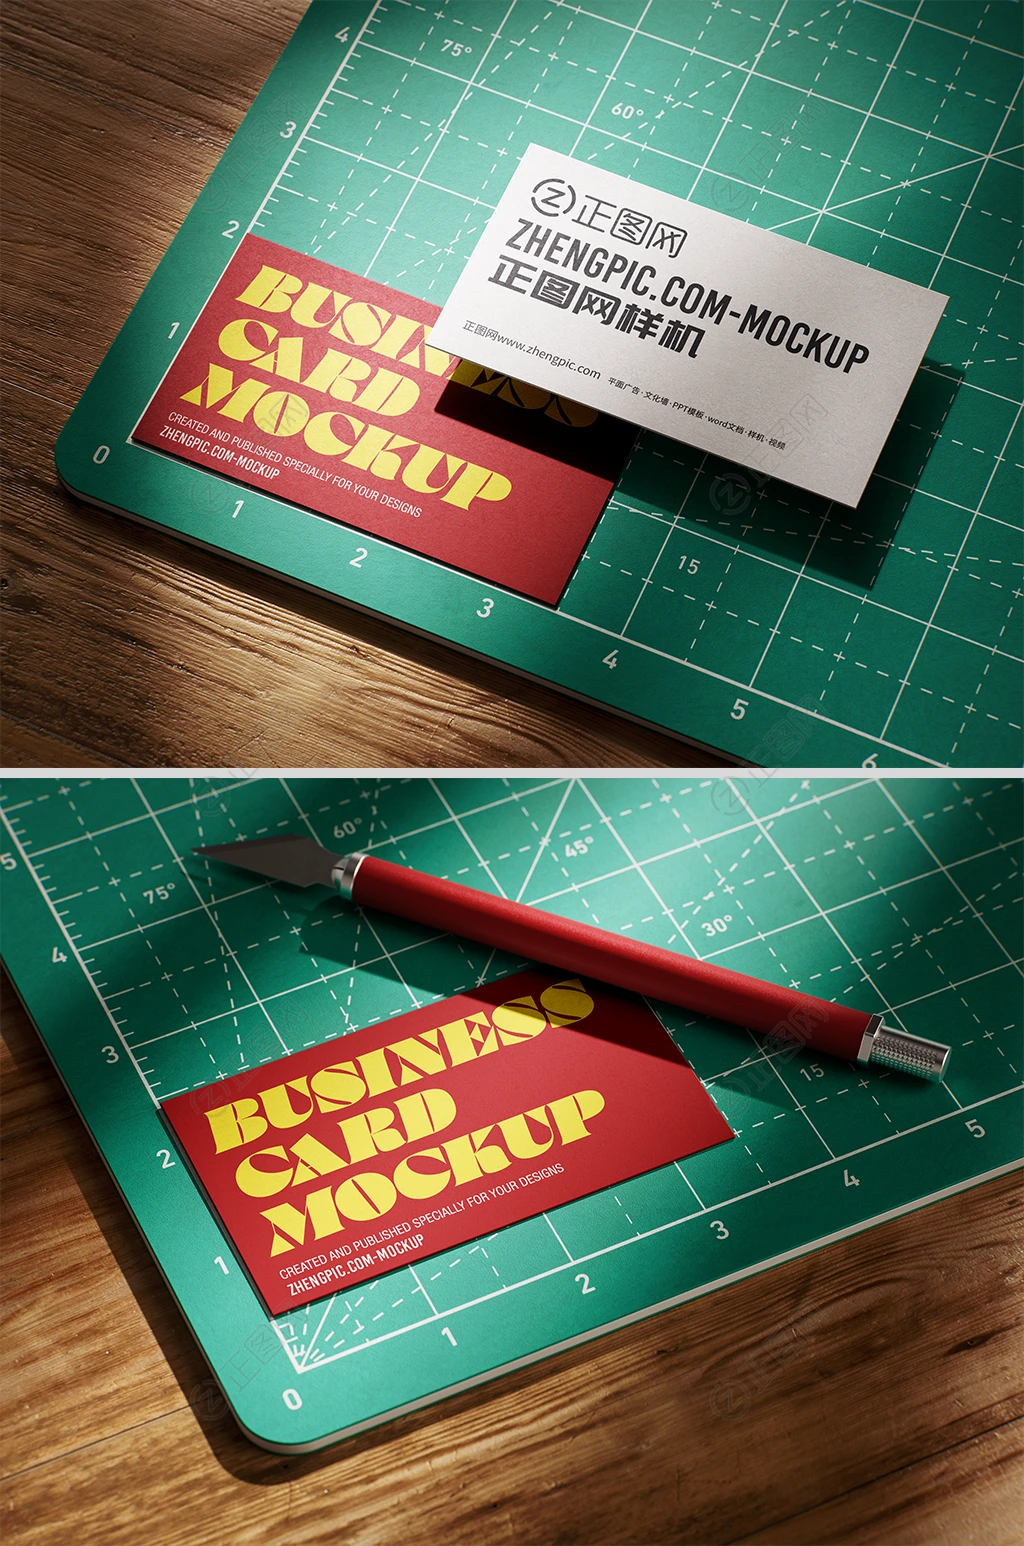 4
75°
60°
3
2
正图网
ZHENGPIC.COM-MOCKUP
正图网样机
正图网www.zhengpic.com 平面广告·文化墙·PPT模板·word文档·样机·视频
1
BUSINESS
CARD
MOCKUP
CREATED AND PUBLISHED SPECIALLY FOR YOUR DESIGNS
ZHENGPIC.COM-MOCKUP
0
1
2
15
3
4
5
6
60°
45°
5
75°
30°
4
3
BUSINESS
CARD
MOCKUP
CREATED AND PUBLISHED SPECIALLY FOR YOUR DESIGNS
ZHENGPIC.COM-MOCKUP
15
2
5
4
3
1
2
1
0